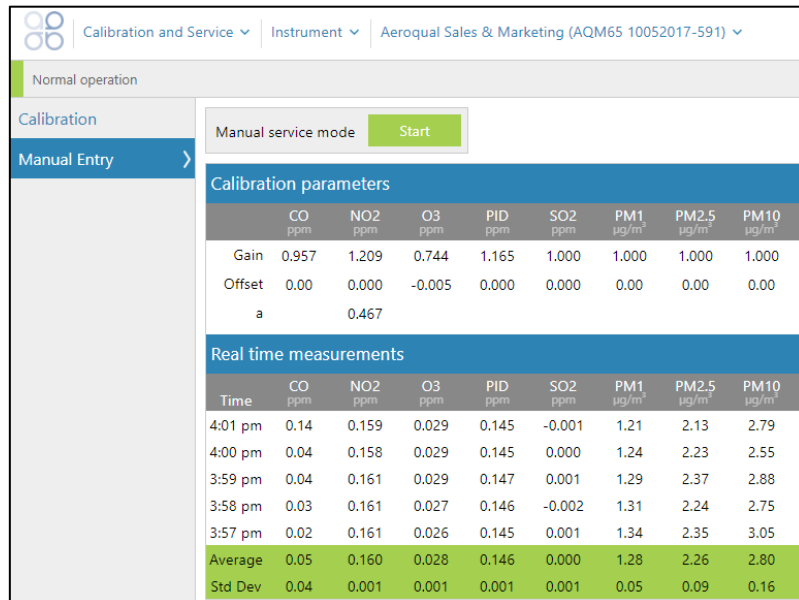 Calibration and Service Instrument Aeroqual Sales & Marketing (AQM65 10052017-591)
Normal operation
Calibration
Manual service mode Start
Manual Entry
Calibration parameters
CO NO2 O3 PID SO2 PM1 PM2.5 PM10
ppm ppm ppm ppm ppm µg/m³ µg/m³ µg/m³
Gain 0.957 1.209 0.744 1.165 1.000 1.000 1.000 1.000
Offset 0.00 0.000 -0.005 0.000 0.000 0.00 0.00 0.00
a 0.467
Real time measurements
CO NO2 O3 PID SO2 PM1 PM2.5 PM10
Time ppm ppm ppm ppm ppm µg/m³ µg/m³ µg/m³
4:01 pm 0.14 0.159 0.029 0.145 -0.001 1.21 2.13 2.79
4:00 pm 0.04 0.158 0.029 0.145 0.000 1.24 2.23 2.55
3:59 pm 0.04 0.161 0.029 0.147 0.001 1.29 2.37 2.88
3:58 pm 0.03 0.161 0.027 0.146 -0.002 1.31 2.24 2.75
3:57 pm 0.02 0.161 0.026 0.145 0.001 1.34 2.35 3.05
Average 0.05 0.160 0.028 0.146 0.000 1.28 2.26 2.80
Std Dev 0.04 0.001 0.001 0.001 0.001 0.05 0.09 0.16